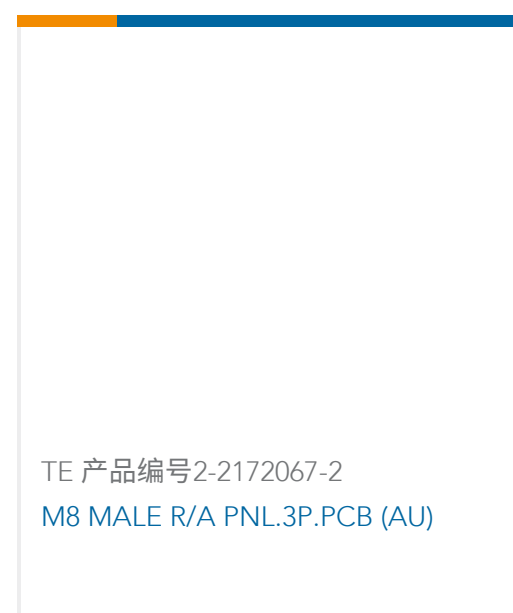 TE 产品编号2-2172067-2
M8 MALE R/A PNL.3P.PCB (AU)